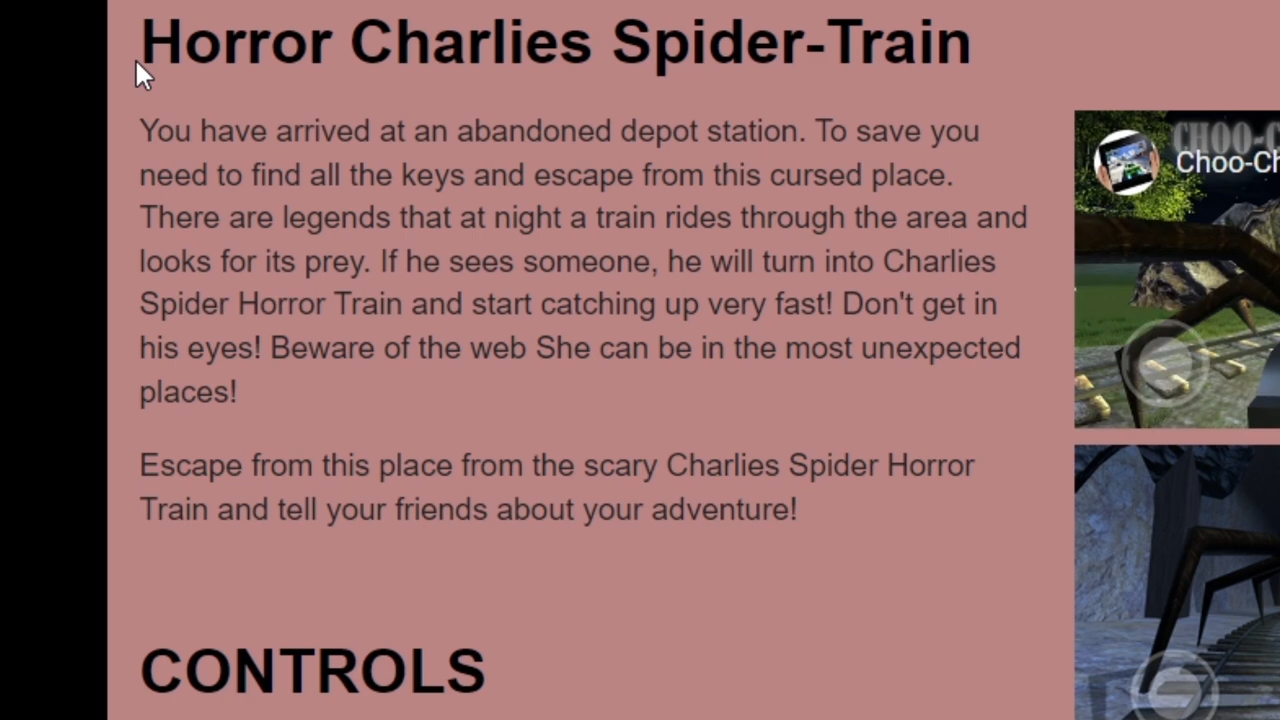 Horror Charlies Spider-Train
You have arrived at an abandoned depot station. To save you
need to find all the keys and escape from this cursed place.
There are legends that at night a train rides through the area and
looks for its prey. If he sees someone, he will turn into Charlies
Spider Horror Train and start catching up very fast! Don't get in
his eyes! Beware of the web She can be in the most unexpected
places!
Escape from this place from the scary Charlies Spider Horror
Train and tell your friends about your adventure!
CONTROLS
CHOO-C
Choo-Ch